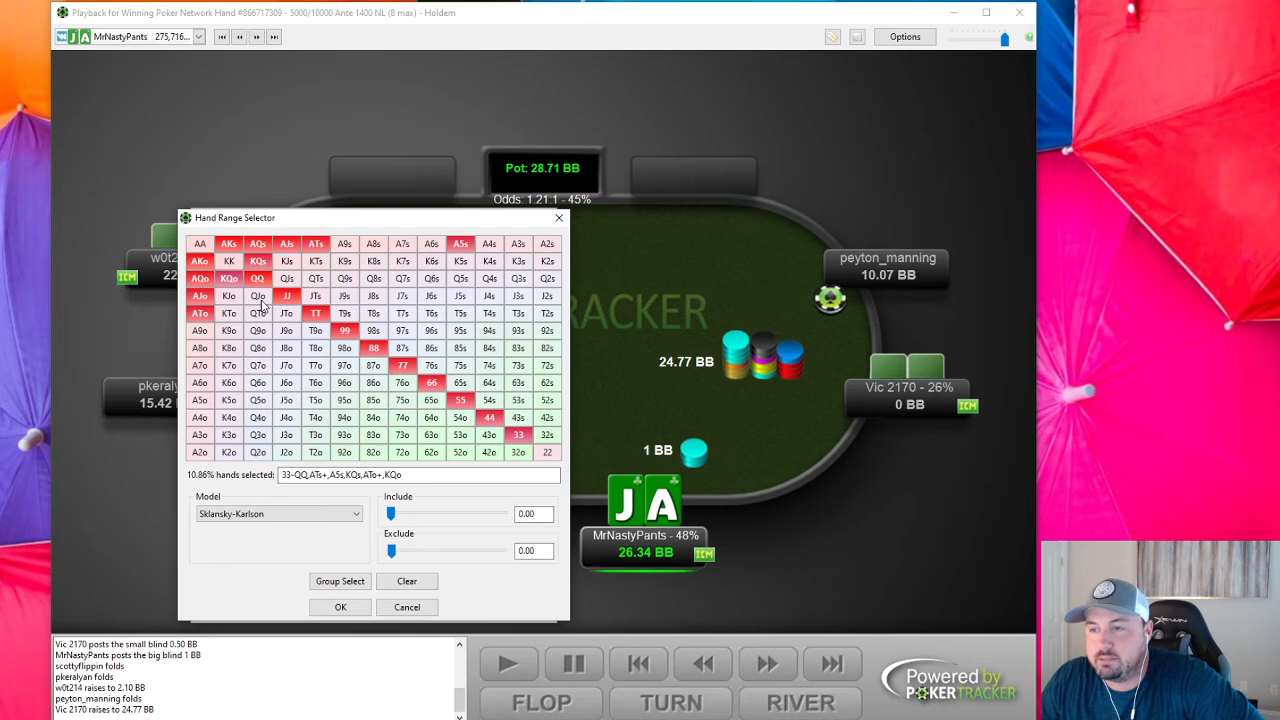 Playback for Winning Poker Network Hand #866717309 - 5000/10000 Ante 1400 NL (8 max) - Holdem
JA MrNastyPants 275,716...
Options
Pot: 28.71 BB
Odds: 1.21:1 - 45%
Hand Range Selector
AA AKs AQs AJs ATs A9s A8s A7s A6s A5s A4s A3s A2s
AKo KK KQs KJs KTs K9s K8s K7s K6s K5s K4s K3s K2s
AQo KQo QQ QJs QTs Q9s Q8s Q7s Q6s Q5s Q4s Q3s Q2s
AJo KJo QJo JJ JTs J9s J8s J7s J6s J5s J4s J3s J2s
ATo KTo QTo JTo TT T9s T8s T7s T6s T5s T4s T3s T2s
A9o K9o Q9o J9o T9o 99 98s 97s 96s 95s 94s 93s 92s
A8o K8o Q8o J8o T8o 98o 88 87s 86s 85s 84s 83s 82s
A7o K7o Q7o J7o T7o 97o 87o 77 76s 75s 74s 73s 72s
A6o K6o Q6o J6o T6o 96o 86o 76o 66 65s 64s 63s 62s
A5o K5o Q5o J5o T5o 95o 85o 75o 65o 55 54s 53s 52s
A4o K4o Q4o J4o T4o 94o 84o 74o 64o 54o 44 43s 42s
A3o K3o Q3o J3o T3o 93o 83o 73o 63o 53o 43o 33 32s
A2o K2o Q2o J2o T2o 92o 82o 72o 62o 52o 42o 32o 22
10.86% hands selected: 33-QQ,ATs+,A5s,KQs,ATo+,KQo
Model
Sklansky-Karlson
Include
0.00
Exclude
0.00
Group Select Clear
OK Cancel
w0t214
22
ICM
pkeraly
15.42
RACKER
peyton_manning
10.07 BB
24.77 BB
Vic 2170 - 26%
0 BB
ICM
1 BB
J A
MrNastyPants - 48%
26.34 BB
ICM
Vic 2170 posts the small blind 0.50 BB
MrNastyPants posts the big blind 1 BB
scottyflippin folds
pkeralyan folds
w0t214 raises to 2.10 BB
peyton_manning folds
Vic 2170 raises to 24.77 BB
FLOP TURN RIVER
Powered by
POKERTRACKER